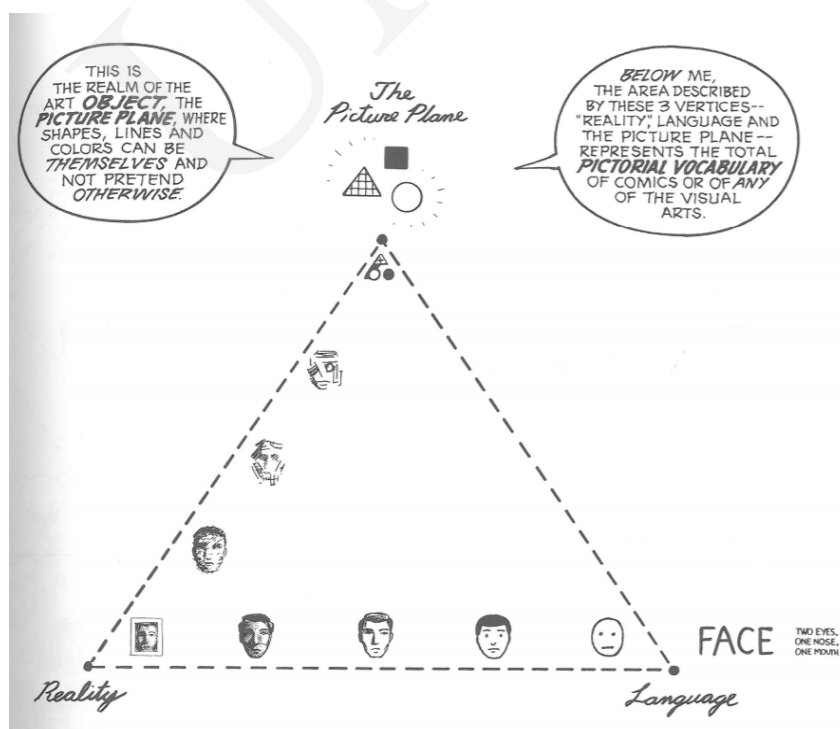 THIS IS
THE REALM OF THE
ART OBJECT, THE
PICTURE PLANE, WHERE
SHAPES, LINES AND
COLORS CAN BE
THEMSELVES AND
NOT PRETEND
OTHERWISE.
The
Picture Plane
BELOW ME,
THE AREA DESCRIBED
BY THESE 3 VERTICES--
"REALITY," LANGUAGE AND
THE PICTURE PLANE--
REPRESENTS THE TOTAL
PICTORIAL VOCABULARY
OF COMICS OR OF ANY
OF THE VISUAL
ARTS.
FACE
TWO EYES,
ONE NOSE,
ONE MOUTH
Reality
Language